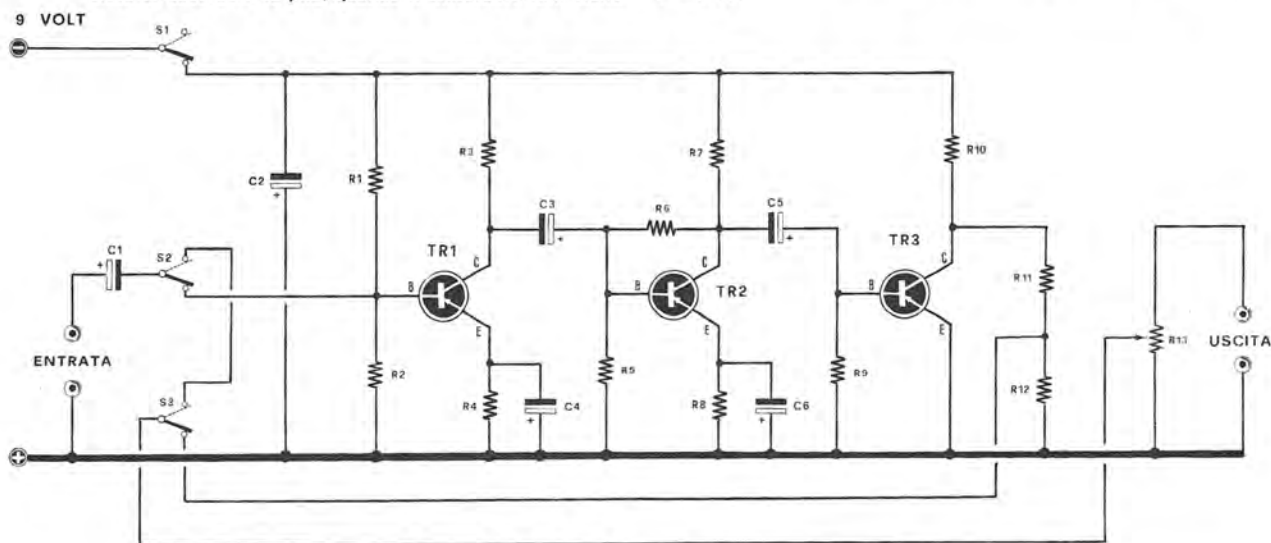 9 VOLT
S1
R3
R7
R10
C2
R1
C3
R6
C5
C1
S2
TR1
C
TR2
C
TR3
C
R11
B
B
B
E
E
E
ENTRATA
R13
USCITA
R2
R5
R9
R12
S3
R4
C4
R8
C6
+